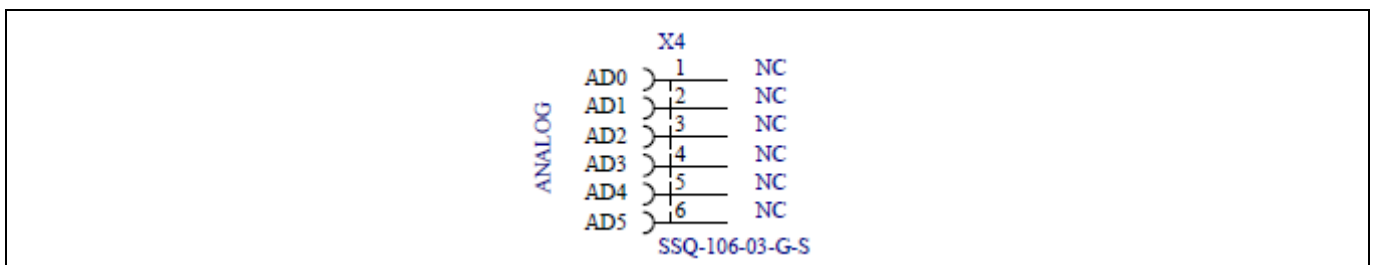 X4
ANALOG
AD0 1 NC
AD1 2 NC
AD2 3 NC
AD3 4 NC
AD4 5 NC
AD5 6 NC
SSQ-106-03-G-S